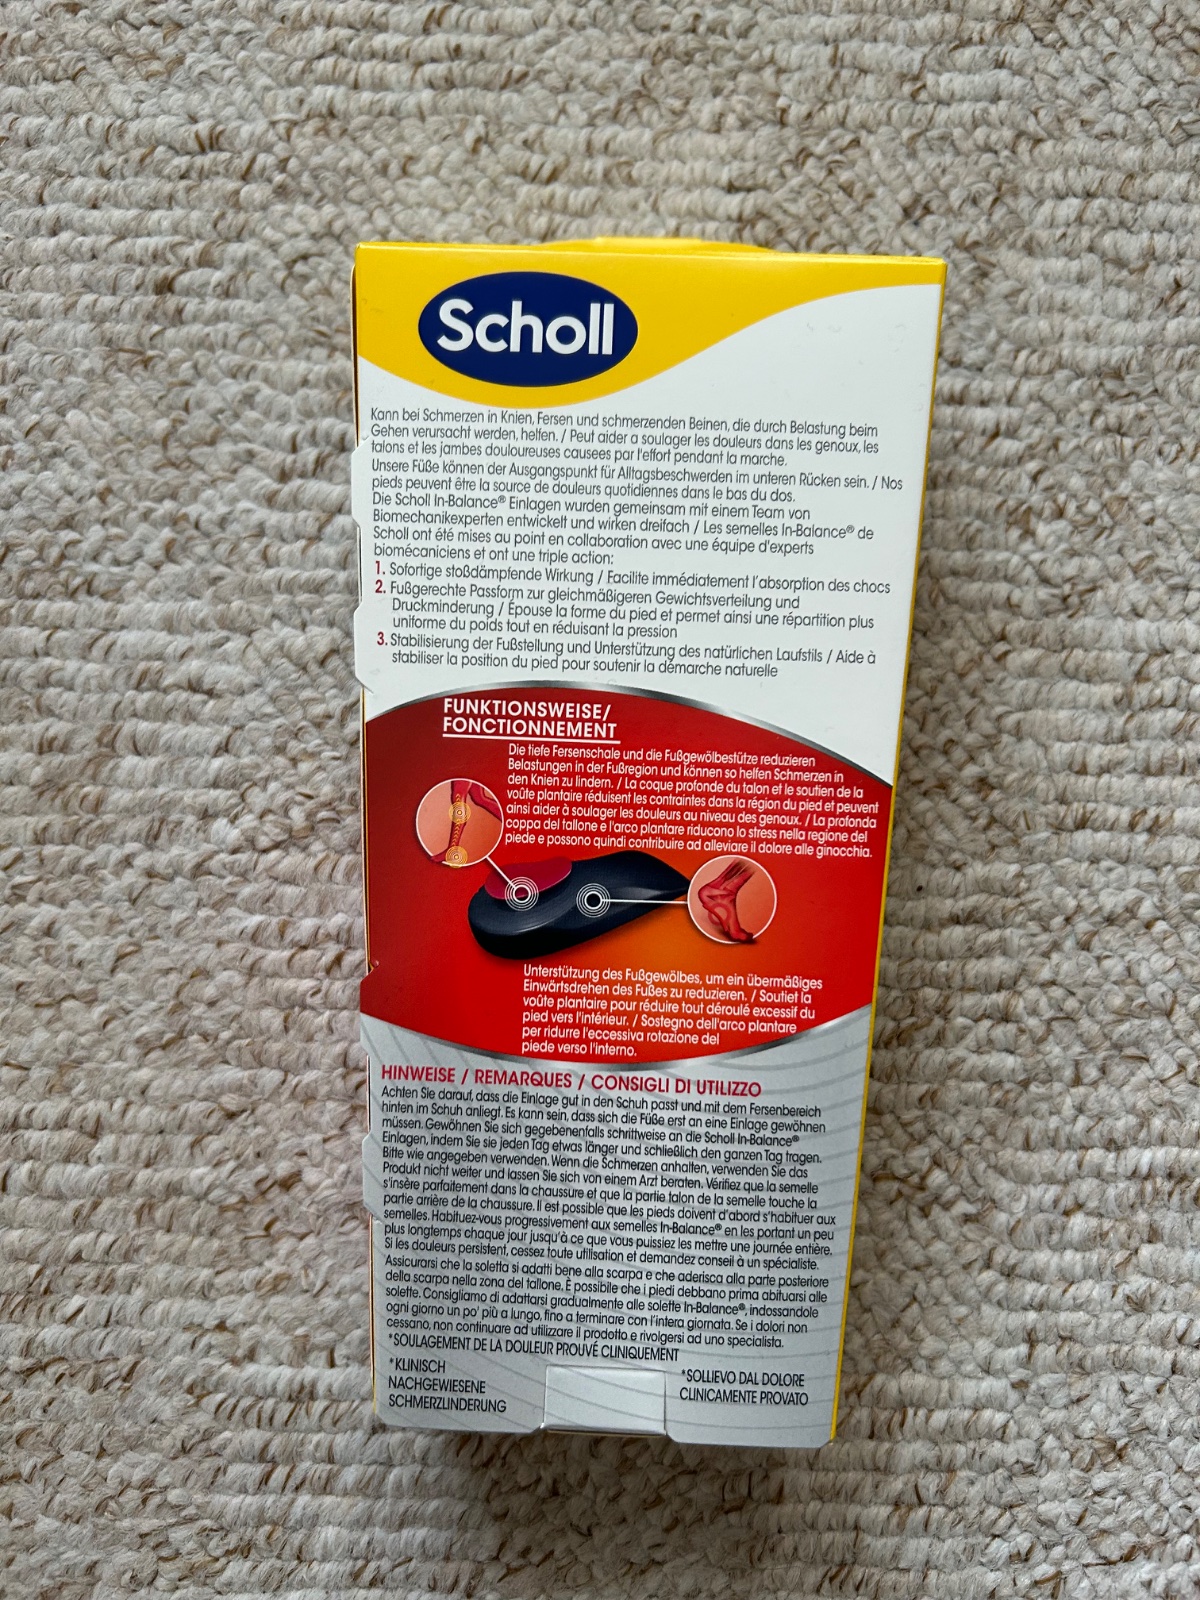 Scholl
Kann bei Schmerzen in Knien, Fersen und schmerzenden Beinen, die durch Belastung beim
Gehen verursacht werden, helfen. / Peut aider a soulager les douleurs dans les genoux, les
talons et les jambes douloureuses causees par l'effort pendant la marche.
Unsere Füße können der Ausgangspunkt für Alltagsbeschwerden im unteren Rücken sein. / Nos
pieds peuvent être la source de douleurs quotidiennes dans le bas du dos.
Die Scholl In-Balance® Einlagen wurden gemeinsam mit einem Team von
Biomechanikexperten entwickelt und wirken dreifach / Les semelles In-Balance® de
Scholl ont été mises au point en collaboration avec une équipe d'experts
biomécaniciens et ont une triple action:
1. Sofortige stoßdämpfende Wirkung / Facilite immédiatement l'absorption des chocs
2. Fußgerechte Passform zur gleichmäßigeren Gewichtsverteilung und
Druckminderung / Épouse la forme du pied et permet ainsi une répartition plus
uniforme du poids tout en réduisant la pression
3. Stabilisierung der Fußstellung und Unterstützung des natürlichen Laufstils / Aide à
stabiliser la position du pied pour soutenir la démarche naturelle
FUNKTIONSWEISE/
FONCTIONNEMENT
Die tiefe Fersenschale und die Fußgewölbestütze reduzieren
Belastungen in der Fußregion und können so helfen Schmerzen in
den Knien zu lindern. / La coque profonde du talon et le soutien de la
voûte plantaire réduisent les contraintes dans la région du pied et peuvent
ainsi aider à soulager les douleurs au niveau des genoux. / La profonda
coppa del tallone e l'arco plantare riducono lo stress nella regione del
piede e possono quindi contribuire ad alleviare il dolore alle ginocchia.
Unterstützung des Fußgewölbes, um ein übermäßiges
Einwärtsdrehen des Fußes zu reduzieren. / Soutiet la
voûte plantaire pour réduire tout déroulé excessif du
pied vers l'intérieur. / Sostegno dell'arco plantare
per ridurre l'eccessiva rotazione del
piede verso l'interno.
HINWEISE / REMARQUES / CONSIGLI DI UTILIZZO
Achten Sie darauf, dass die Einlage gut in den Schuh passt und mit dem Fersenbereich
hinten im Schuh anliegt. Es kann sein, dass sich die Füße erst an eine Einlage gewöhnen
müssen. Gewöhnen Sie sich gegebenenfalls schrittweise an die Scholl In-Balance®
Einlagen, indem Sie sie jeden Tag etwas länger und schließlich den ganzen Tag tragen.
Bitte wie angegeben verwenden. Wenn die Schmerzen anhalten, verwenden Sie das
Produkt nicht weiter und lassen Sie sich von einem Arzt beraten. Vérifiez que la semelle
s'insère parfaitement dans la chaussure et que la partie talon de la semelle touche la
partie arrière de la chaussure. Il est possible que les pieds doivent d'abord s'habituer aux
semelles. Habituez-vous progressivement aux semelles In-Balance® en les portant un peu
plus longtemps chaque jour jusqu'à ce que vous puissiez les mettre une journée entière.
Si les douleurs persistent, cessez toute utilisation et demandez conseil à un spécialiste.
Assicurarsi che la soletta si adatti bene alla scarpa e che aderisca alla parte posteriore
della scarpa nella zona del tallone. È possibile che i piedi debbano prima abituarsi alle
solette. Consigliamo di adattarsi gradualmente alle solette In-Balance®, indossandole
ogni giorno un po' più a lungo, fino a terminare con l'intera giornata. Se i dolori non
cessano, non continuare ad utilizzare il prodotto e rivolgersi ad uno specialista.
*SOULAGEMENT DE LA DOULEUR PROUVÉ CLINIQUEMENT
*KLINISCH
NACHGEWIESENE
SCHMERZLINDERUNG
*SOLLIEVO DAL DOLORE
CLINICAMENTE PROVATO